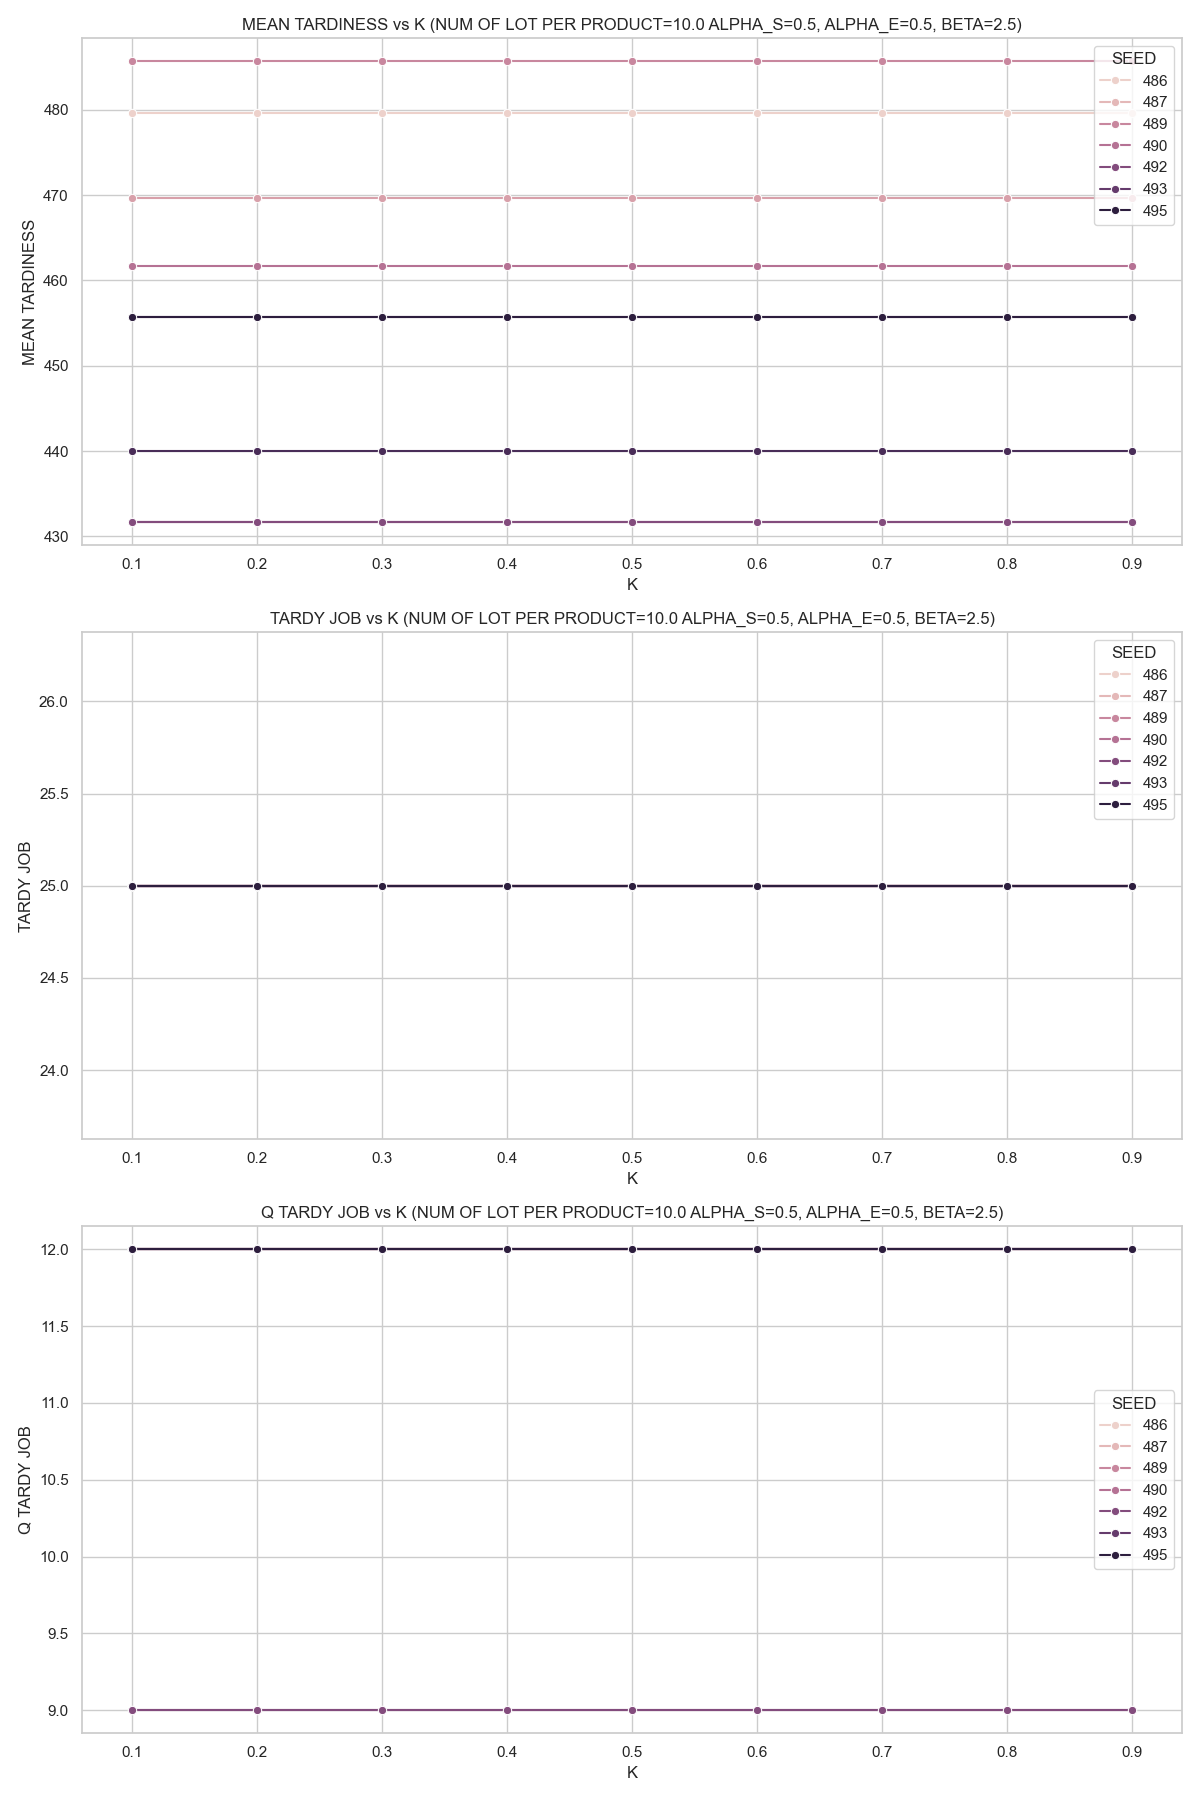 MEAN TARDINESS vs K (NUM OF LOT PER PRODUCT=10.0 ALPHA_S=0.5, ALPHA_E=0.5, BETA=2.5)
MEAN TARDINESS
480
470
460
450
440
430
0.1 0.2 0.3 0.4 0.5 0.6 0.7 0.8 0.9
K
SEED
486
487
489
490
492
493
495
TARDY JOB vs K (NUM OF LOT PER PRODUCT=10.0 ALPHA_S=0.5, ALPHA_E=0.5, BETA=2.5)
TARDY JOB
26.0
25.5
25.0
24.5
24.0
0.1 0.2 0.3 0.4 0.5 0.6 0.7 0.8 0.9
K
SEED
486
487
489
490
492
493
495
Q TARDY JOB vs K (NUM OF LOT PER PRODUCT=10.0 ALPHA_S=0.5, ALPHA_E=0.5, BETA=2.5)
Q TARDY JOB
12.0
11.5
11.0
10.5
10.0
9.5
9.0
0.1 0.2 0.3 0.4 0.5 0.6 0.7 0.8 0.9
K
SEED
486
487
489
490
492
493
495